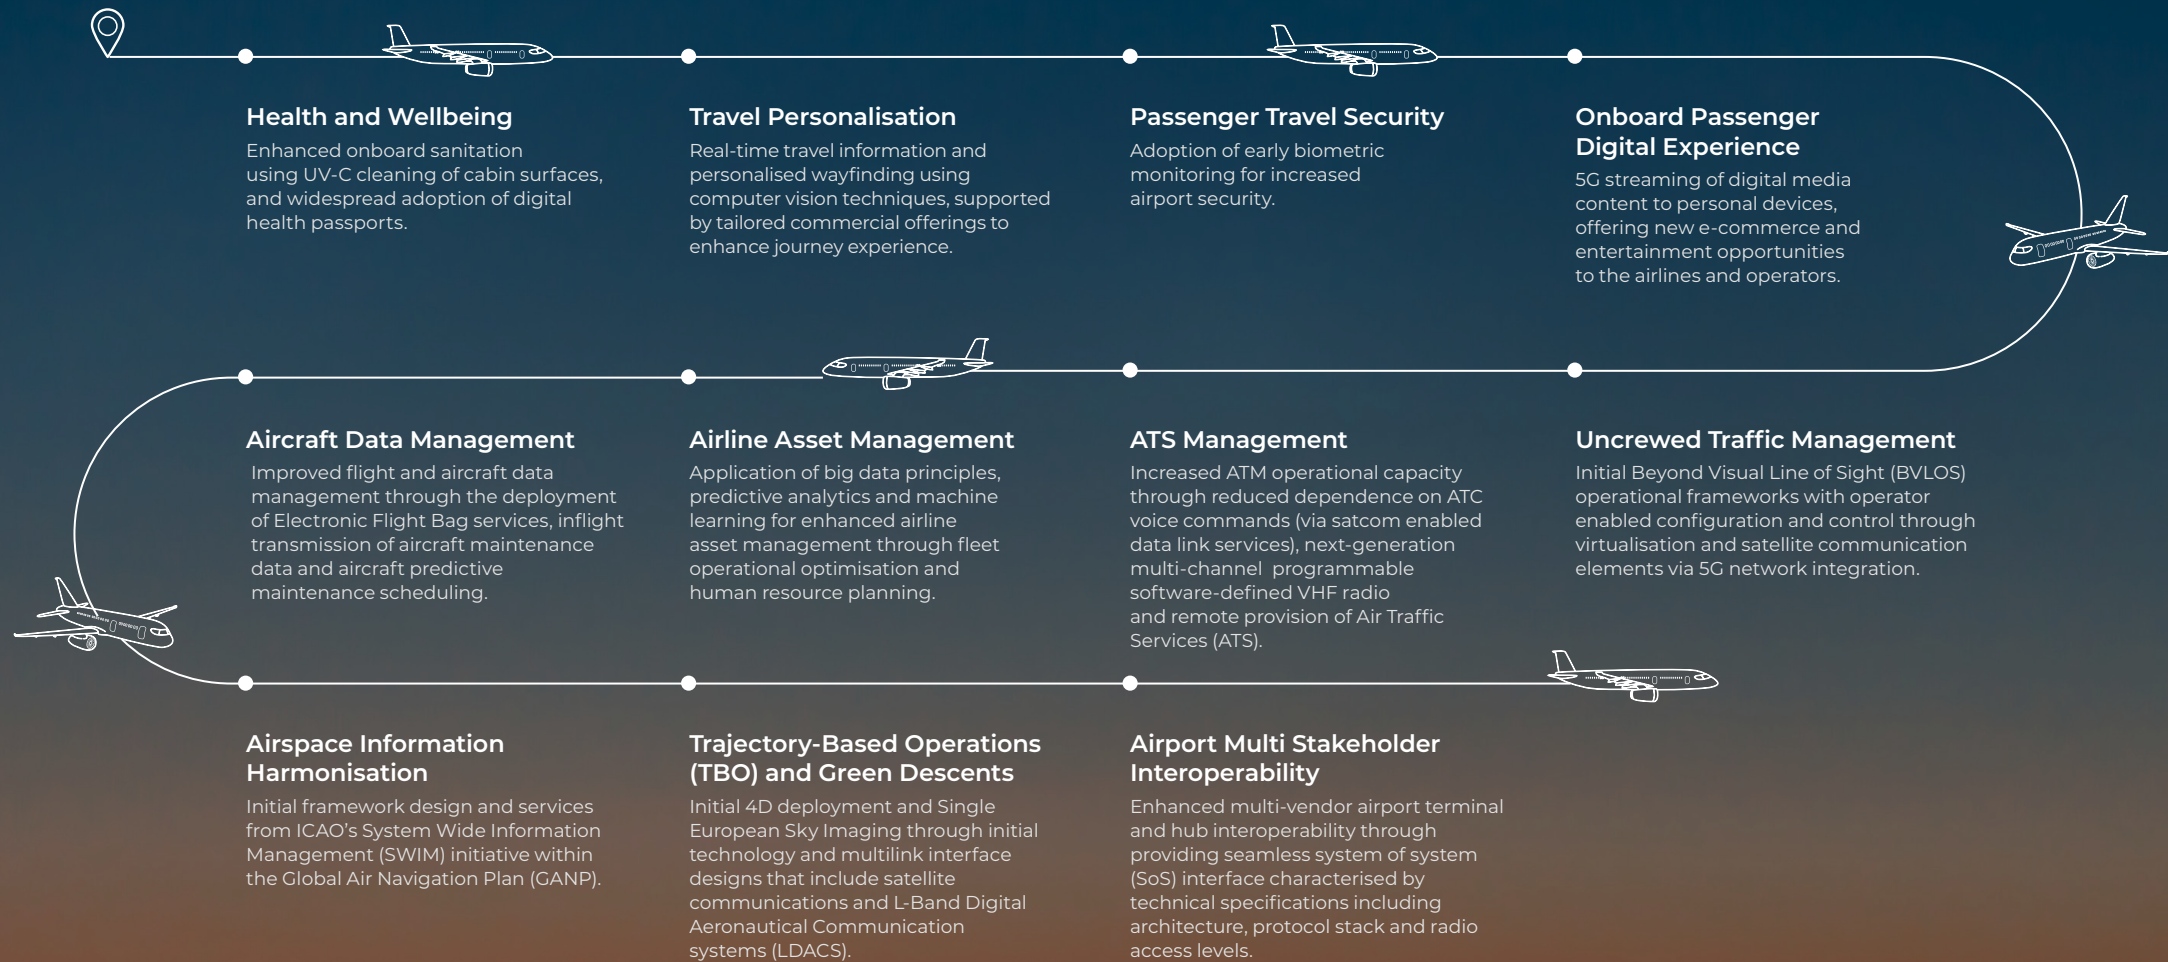 Health and Wellbeing
Enhanced onboard sanitation
using UV-C cleaning of cabin surfaces,
and widespread adoption of digital
health passports.
Travel Personalisation
Real-time travel information and
personalised wayfinding using
computer vision techniques, supported
by tailored commercial offerings to
enhance journey experience.
Passenger Travel Security
Adoption of early biometric
monitoring for increased
airport security.
Onboard Passenger
Digital Experience
5G streaming of digital media
content to personal devices,
offering new e-commerce and
entertainment opportunities
to the airlines and operators.
Uncrewed Traffic Management
Initial Beyond Visual Line of Sight (BVLOS)
operational frameworks with operator
enabled configuration and control through
virtualisation and satellite communication
elements via 5G network integration.
ATS Management
Increased ATM operational capacity
through reduced dependence on ATC
voice commands (via satcom enabled
data link services), next-generation
multi-channel programmable
software-defined VHF radio
and remote provision of Air Traffic
Services (ATS).
Airline Asset Management
Application of big data principles,
predictive analytics and machine
learning for enhanced airline
asset management through fleet
operational optimisation and
human resource planning.
Aircraft Data Management
Improved flight and aircraft data
management through the deployment
of Electronic Flight Bag services, inflight
transmission of aircraft maintenance
data and aircraft predictive
maintenance scheduling.
Airspace Information
Harmonisation
Initial framework design and services
from ICAO's System Wide Information
Management (SWIM) initiative within
the Global Air Navigation Plan (GANP).
Trajectory-Based Operations
(TBO) and Green Descents
Initial 4D deployment and Single
European Sky Imaging through initial
technology and multilink interface
designs that include satellite
communications and L-Band Digital
Aeronautical Communication
systems (LDACS).
Airport Multi Stakeholder
Interoperability
Enhanced multi-vendor airport terminal
and hub interoperability through
providing seamless system of system
(SoS) interface characterised by
technical specifications including
architecture, protocol stack and radio
access levels.